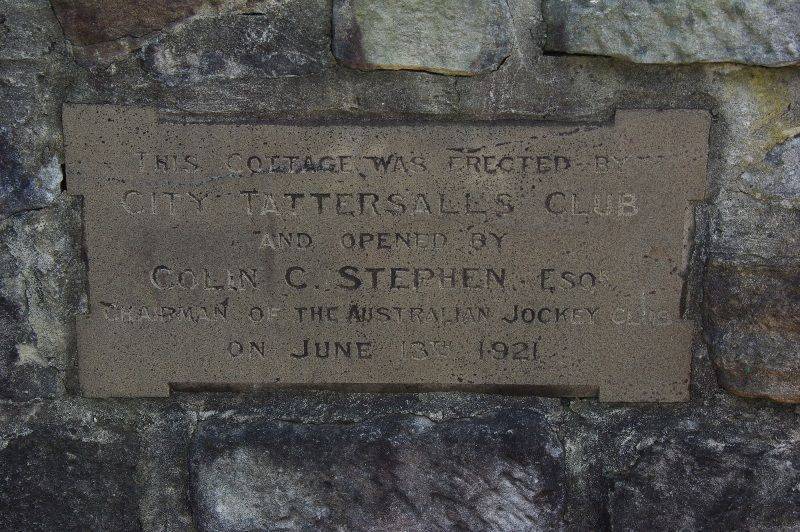 THIS COTTAGE WAS ERECTED BY
CITY TATTERSALLS CLUB
AND OPENED BY
COLIN C. STEPHEN ESQR
CHAIRMAN OF THE AUSTRALIAN JOCKEY CLUB
ON JUNE 13TH 1921